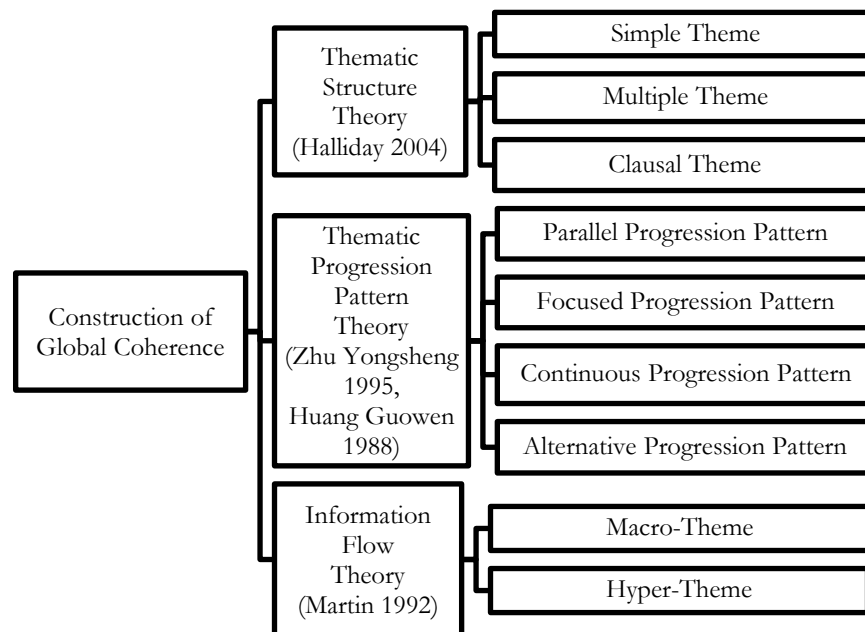 Construction of
Global Coherence
Thematic
Structure
Theory
(Halliday 2004)
Simple Theme
Multiple Theme
Clausal Theme
Thematic
Progression
Pattern
Theory
(Zhu Yongsheng
1995,
Huang Guowen
1988)
Parallel Progression Pattern
Focused Progression Pattern
Continuous Progression Pattern
Alternative Progression Pattern
Information
Flow
Theory
(Martin 1992)
Macro-Theme
Hyper-Theme